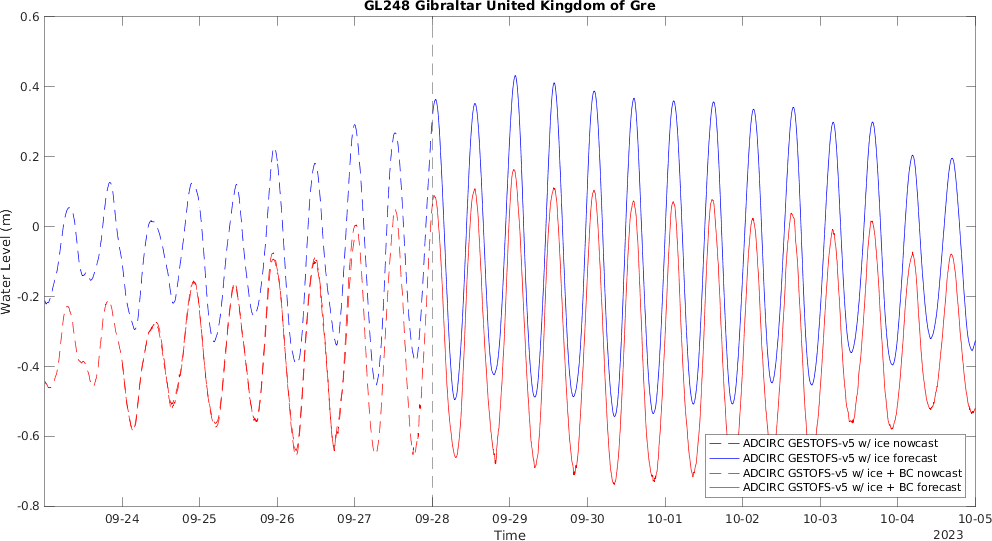 GL248 Gibraltar United Kingdom of Gre
0.6
0.4
0.2
0
-0.2
-0.4
-0.6
-0.8
Water Level (m)
ADCIRC GESTOFS-v5 w/ ice nowcast
ADCIRC GESTOFS-v5 w/ ice forecast
ADCIRC GSTOFS-v5 w/ ice + BC nowcast
ADCIRC GSTOFS-v5 w/ ice + BC forecast
09-24 09-25 09-26 09-27 09-28 09-29 09-30 10-01 10-02 10-03 10-04 10-05
Time
2023